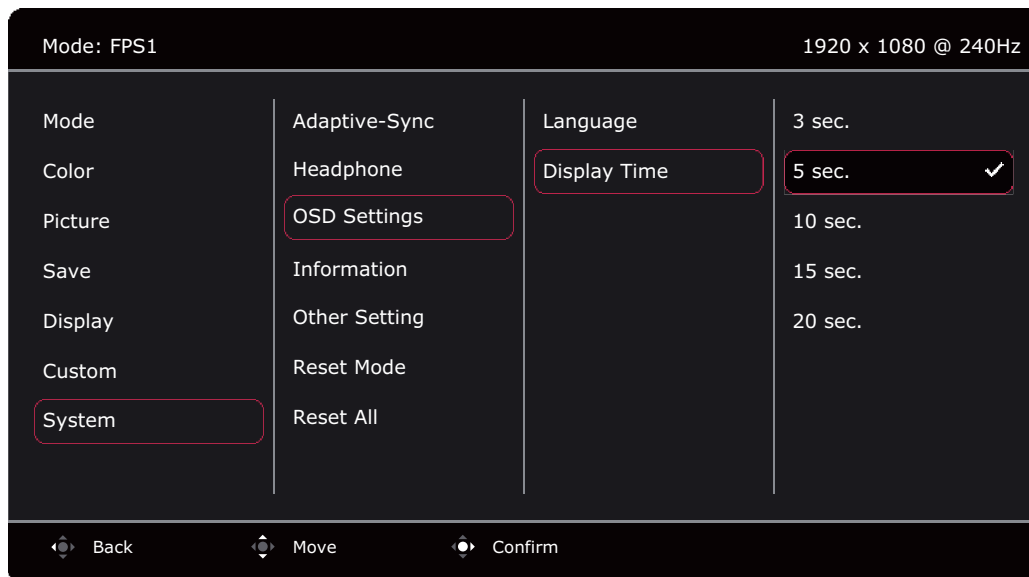 Mode: FPS1
1920 x 1080 @ 240Hz
Mode
Color
Picture
Save
Display
Custom
System
Adaptive-Sync
Headphone
OSD Settings
Information
Other Setting
Reset Mode
Reset All
Language
Display Time
3 sec.
5 sec.
10 sec.
15 sec.
20 sec.
Back
Move
Confirm